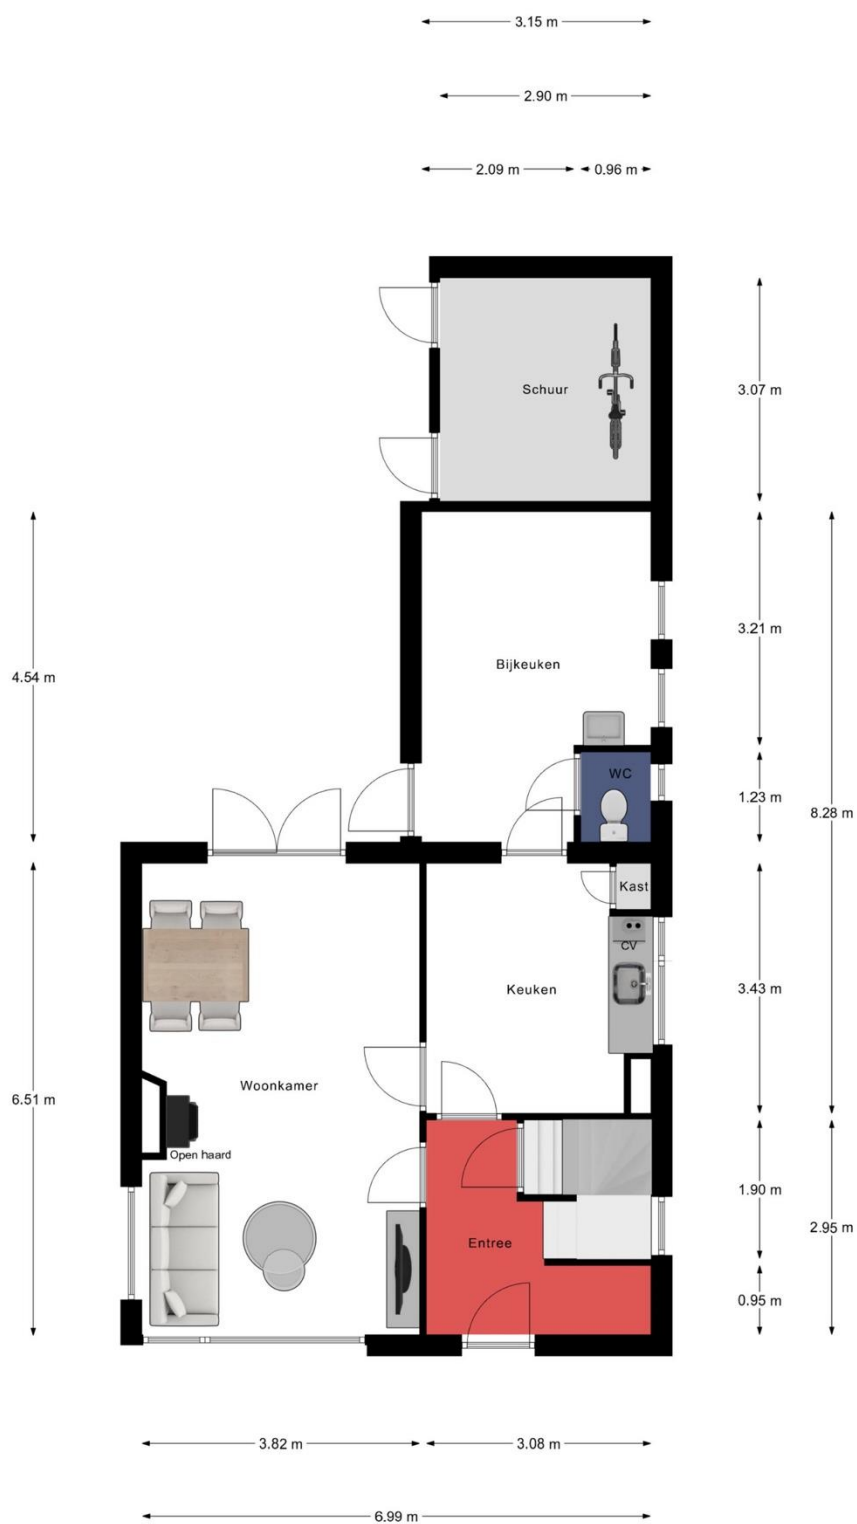 3.15 m
2.90 m
2.09 m
0.96 m
Schuur
3.07 m
Bijkeuken
3.21 m
4.54 m
WC
1.23 m
8.28 m
Kast
CV
Keuken
3.43 m
Woonkamer
6.51 m
Open haard
1.90 m
2.95 m
Entree
0.95 m
3.82 m
3.08 m
6.99 m